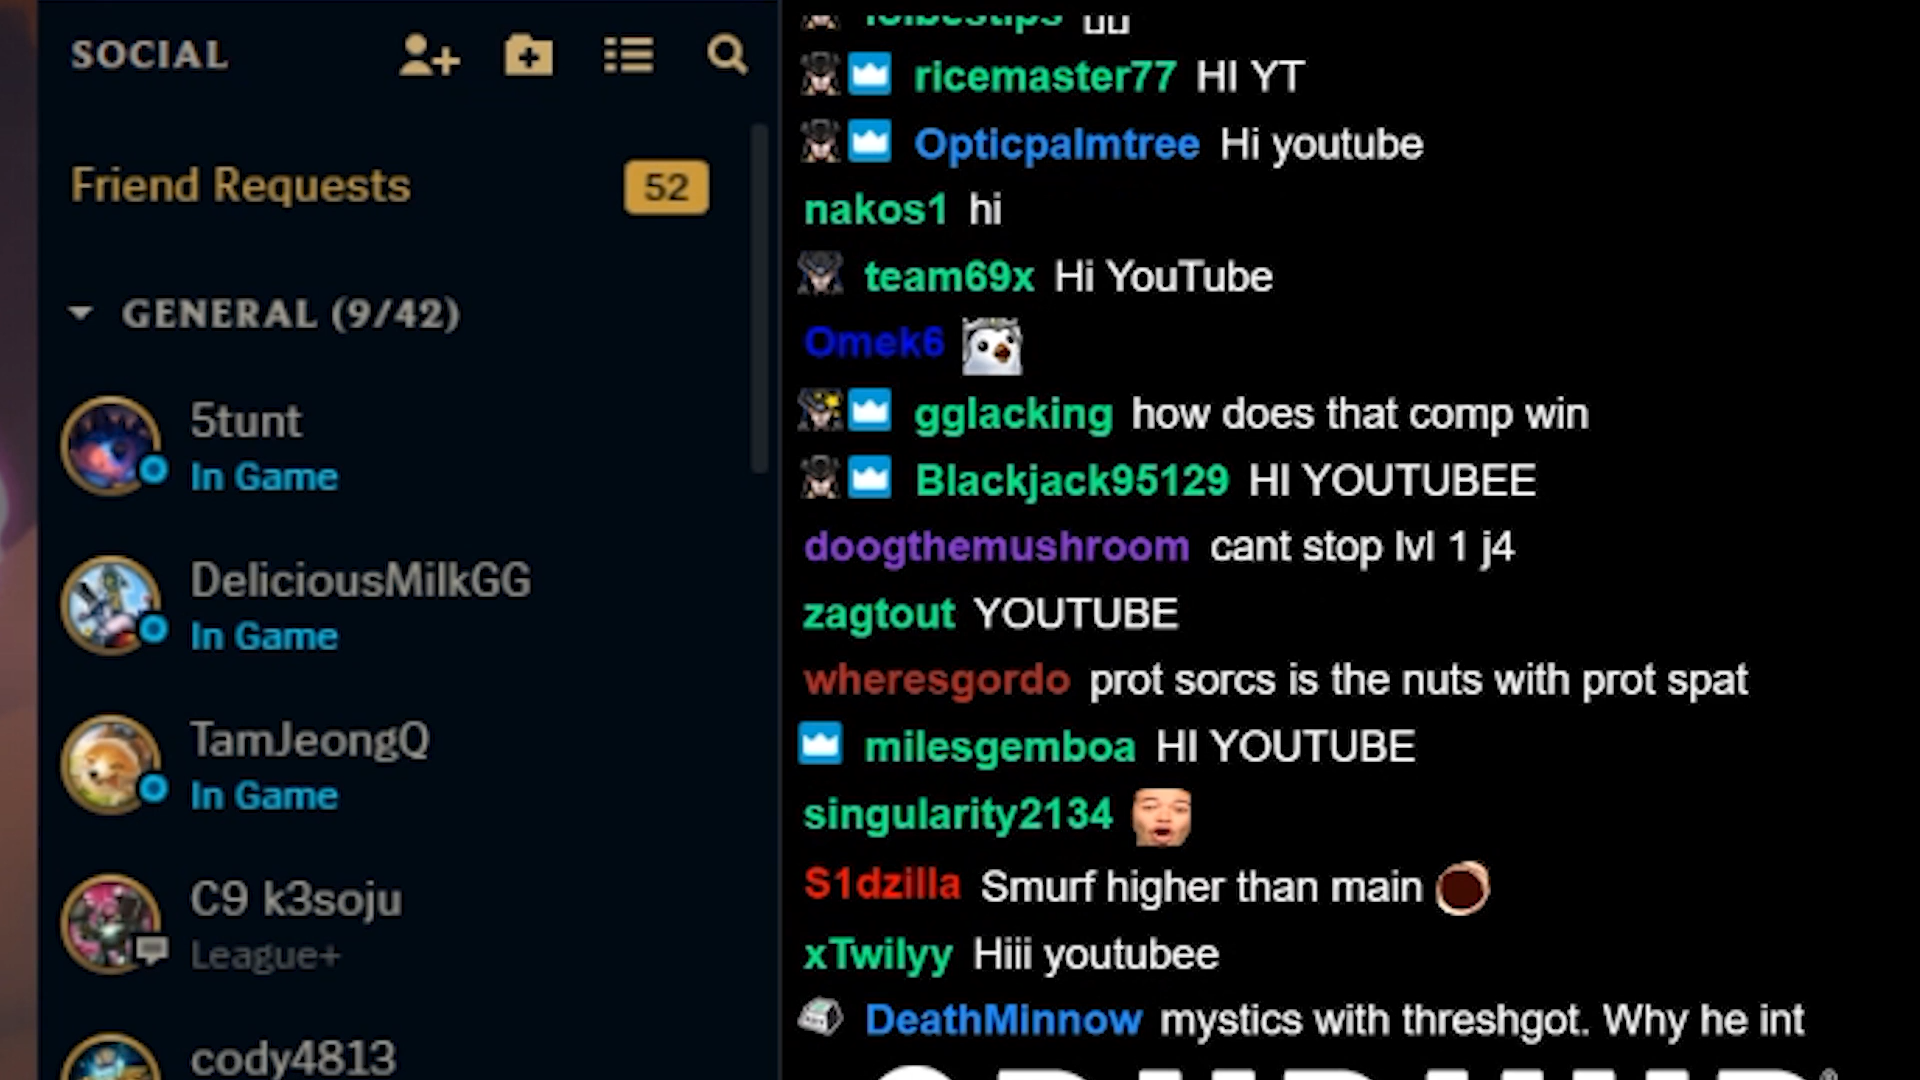 SOCIAL
Friend Requests 52
GENERAL (9/42)
5tunt
In Game
DeliciousMilkGG
In Game
TamJeongQ
In Game
C9 k3soju
League+
cody4813
lolbestips
ricemaster77 HI YT
Opticpalmtree Hi youtube
nakos1 hi
team69x Hi YouTube
Omek6
gglacking how does that comp win
Blackjack95129 HI YOUTUBEE
doogthemushroom cant stop lvl 1 j4
zagtout YOUTUBE
wheresgordo prot sorcs is the nuts with prot spat
milesgemboa HI YOUTUBE
singularity2134
S1dzilla Smurf higher than main
xTwilyy Hiii youtubee
DeathMinnow mystics with threshgot. Why he int